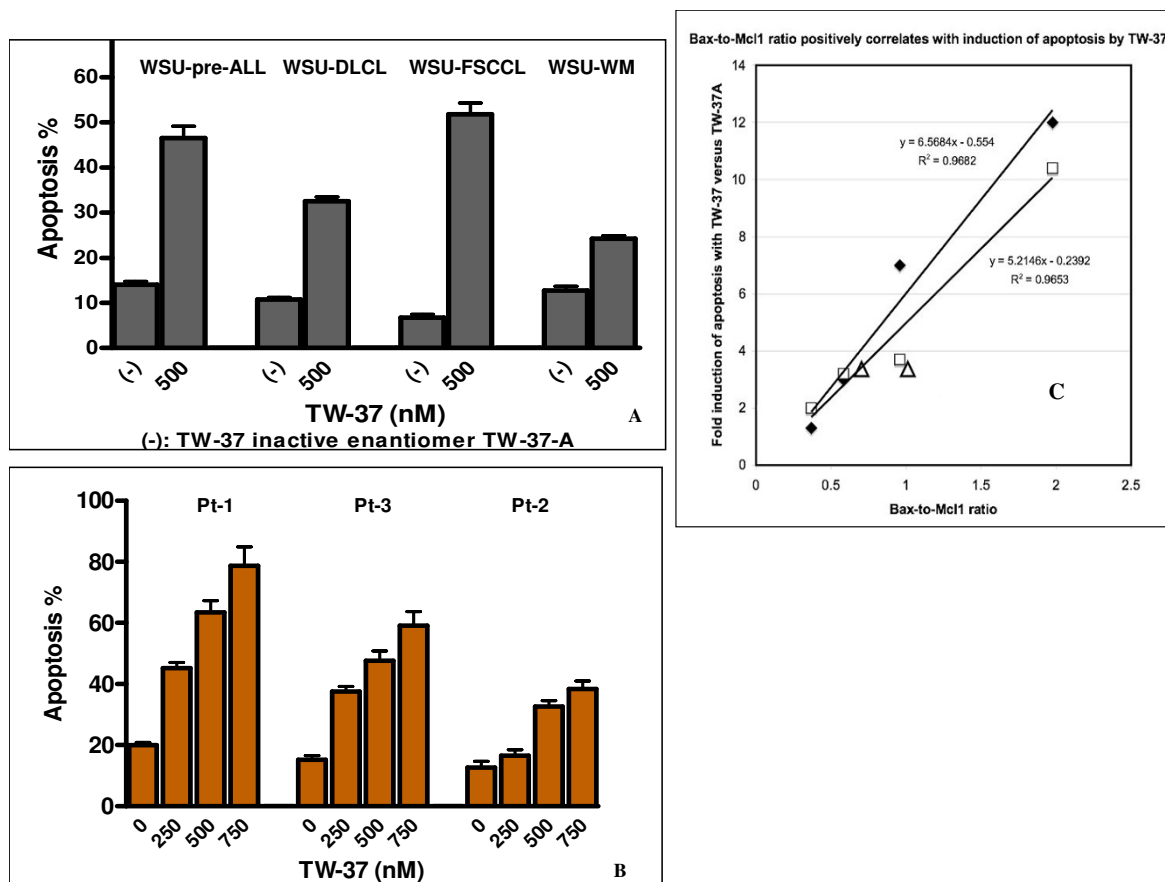 WSU-pre-ALL WSU-DLCL WSU-FSCCL WSU-WM
60
50
40
30
20
10
0
Apoptosis %
(-) 500 (-) 500 (-) 500 (-) 500
TW-37 (nM)
A
(-): TW-37 inactive enantiomer TW-37-A
Pt-1 Pt-3 Pt-2
100
80
60
40
20
0
Apoptosis %
0 250 500 750 0 250 500 750 0 250 500 750
TW-37 (nM)
B
Bax-to-Mcl1 ratio positively correlates with induction of apoptosis by TW-37
14
12
10
8
6
4
2
0
Fold induction of apoptosis with TW-37 versus TW-37A
y = 6.5684x - 0.554
R² = 0.9682
y = 5.2146x - 0.2392
R² = 0.9653
C
0 0.5 1 1.5 2 2.5
Bax-to-Mcl1 ratio